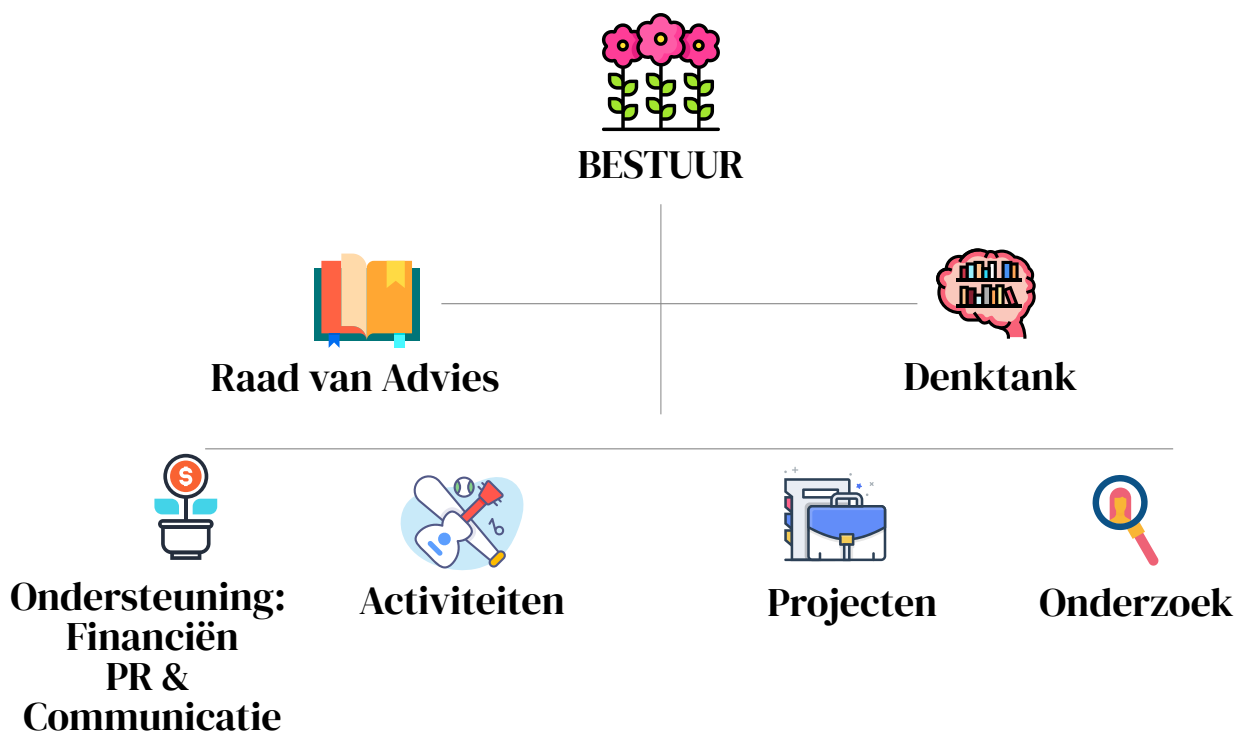 BESTUUR
Raad van Advies
Denktank
Ondersteuning:
Financiën
PR &
Communicatie
Activiteiten
Projecten
Onderzoek